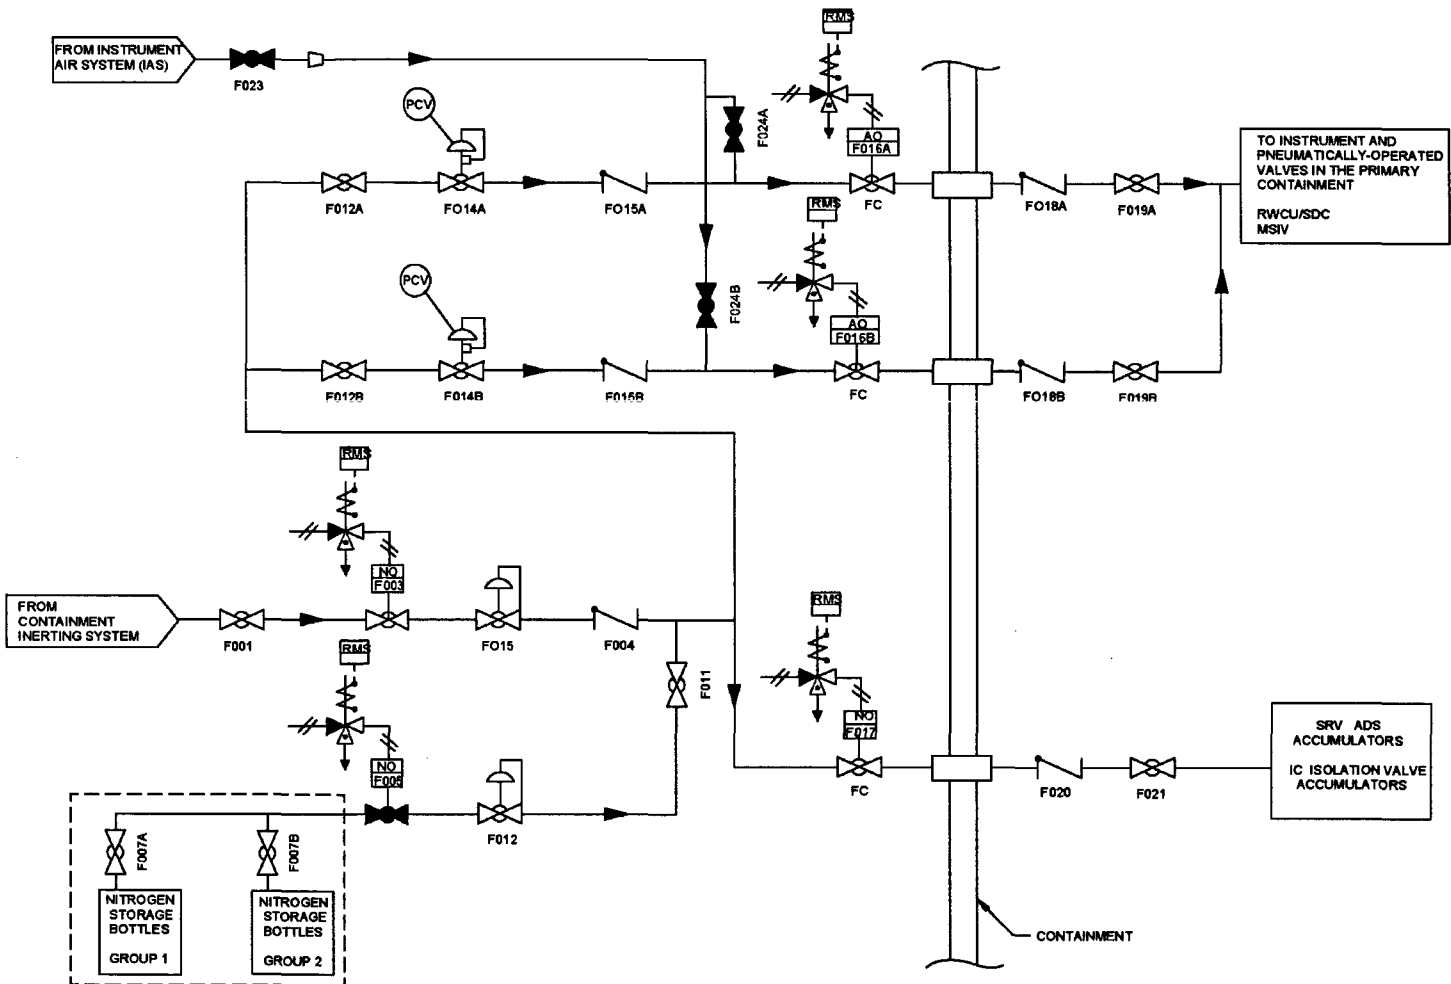 RMS
FROM INSTRUMENT
AIR SYSTEM (IAS)
F023
PCV
F024A
AO
F016A
TO INSTRUMENT AND
PNEUMATICALLY-OPERATED
VALVES IN THE PRIMARY
CONTAINMENT
RWCU/SDC
MSIV
F012A
FO14A
FO15A
FC
FO18A
F019A
RMS
PCV
F024B
AO
F016B
F012B
F014B
F015B
FC
FO18B
F019B
RMS
NO
F003
FROM
CONTAINMENT
INERTING SYSTEM
F001
FO15
F004
RMS
RMS
F011
NO
F017
NO
F005
F012
FC
F020
F021
SRV ADS
ACCUMULATORS
IC ISOLATION VALVE
ACCUMULATORS
F007A
F007B
NITROGEN
STORAGE
BOTTLES
GROUP 1
NITROGEN
STORAGE
BOTTLES
GROUP 2
CONTAINMENT